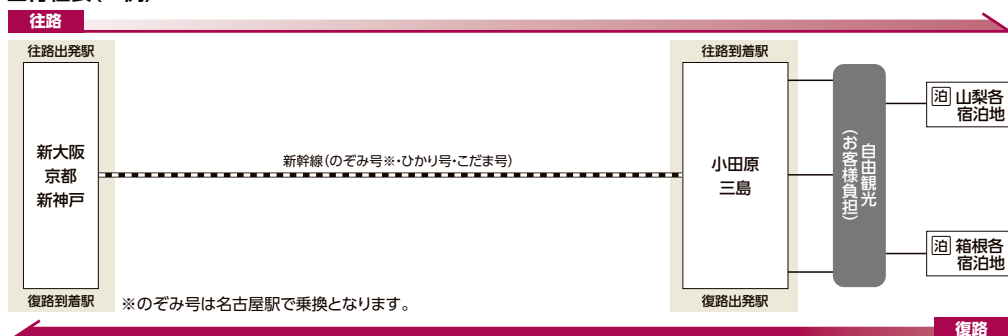 往路
往路出発駅
新大阪
京都
新神戸
復路到着駅
新幹線(のぞみ号※・ひかり号・こだま号)
※のぞみ号は名古屋駅で乗換となります。
往路到着駅
小田原
三島
復路出発駅
自由観光
(お客様負担)
泊 山梨各
宿泊地
泊 箱根各
宿泊地
復路